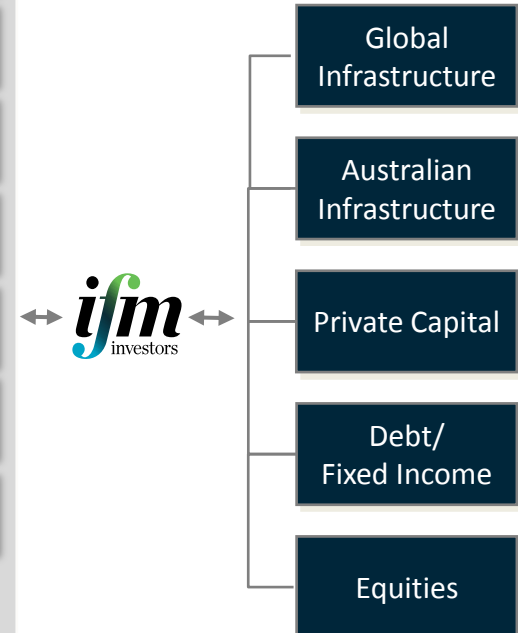 Global
Infrastructure
Australian
Infrastructure
ifm
investors
Private Capital
Debt/
Fixed Income
Equities